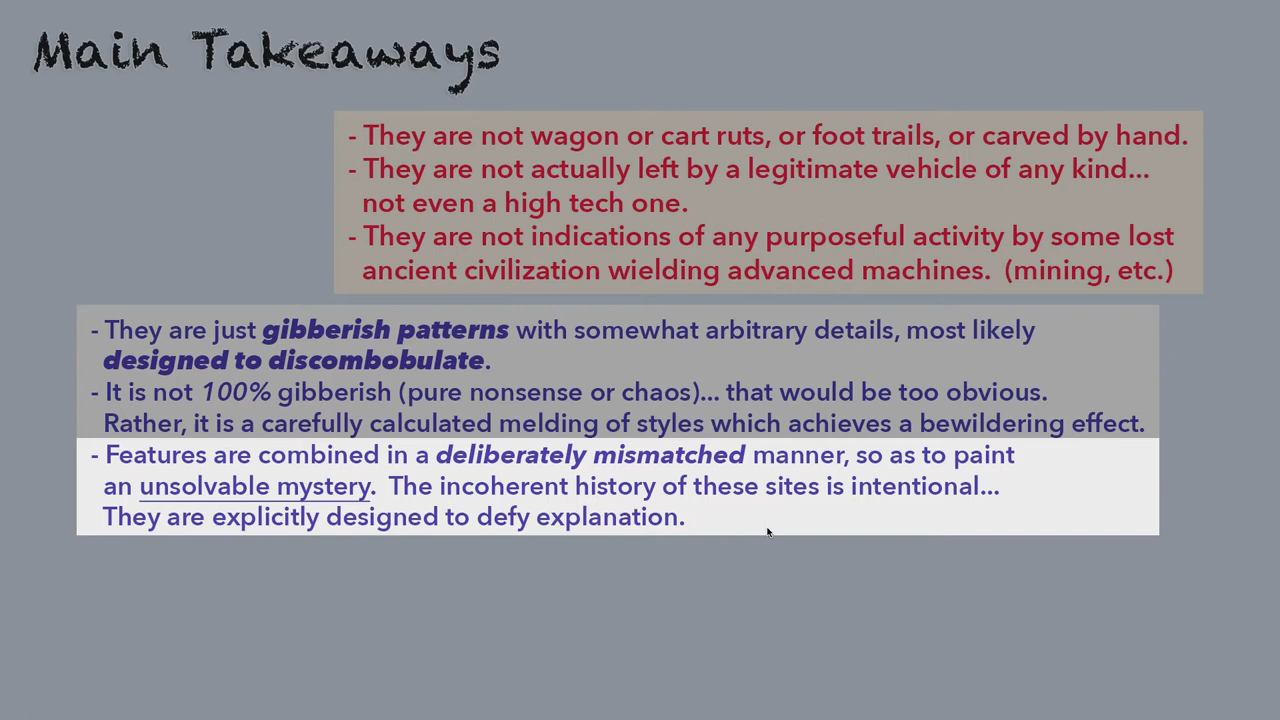 Main Takeaways
- They are not wagon or cart ruts, or foot trails, or carved by hand.
- They are not actually left by a legitimate vehicle of any kind...
not even a high tech one.
- They are not indications of any purposeful activity by some lost
ancient civilization wielding advanced machines.  (mining, etc.)
- They are just gibberish patterns with somewhat arbitrary details, most likely
designed to discombobulate.
- It is not 100% gibberish (pure nonsense or chaos)... that would be too obvious.
Rather, it is a carefully calculated melding of styles which achieves a bewildering effect.
- Features are combined in a deliberately mismatched manner, so as to paint
an unsolvable mystery.  The incoherent history of these sites is intentional...
They are explicitly designed to defy explanation.